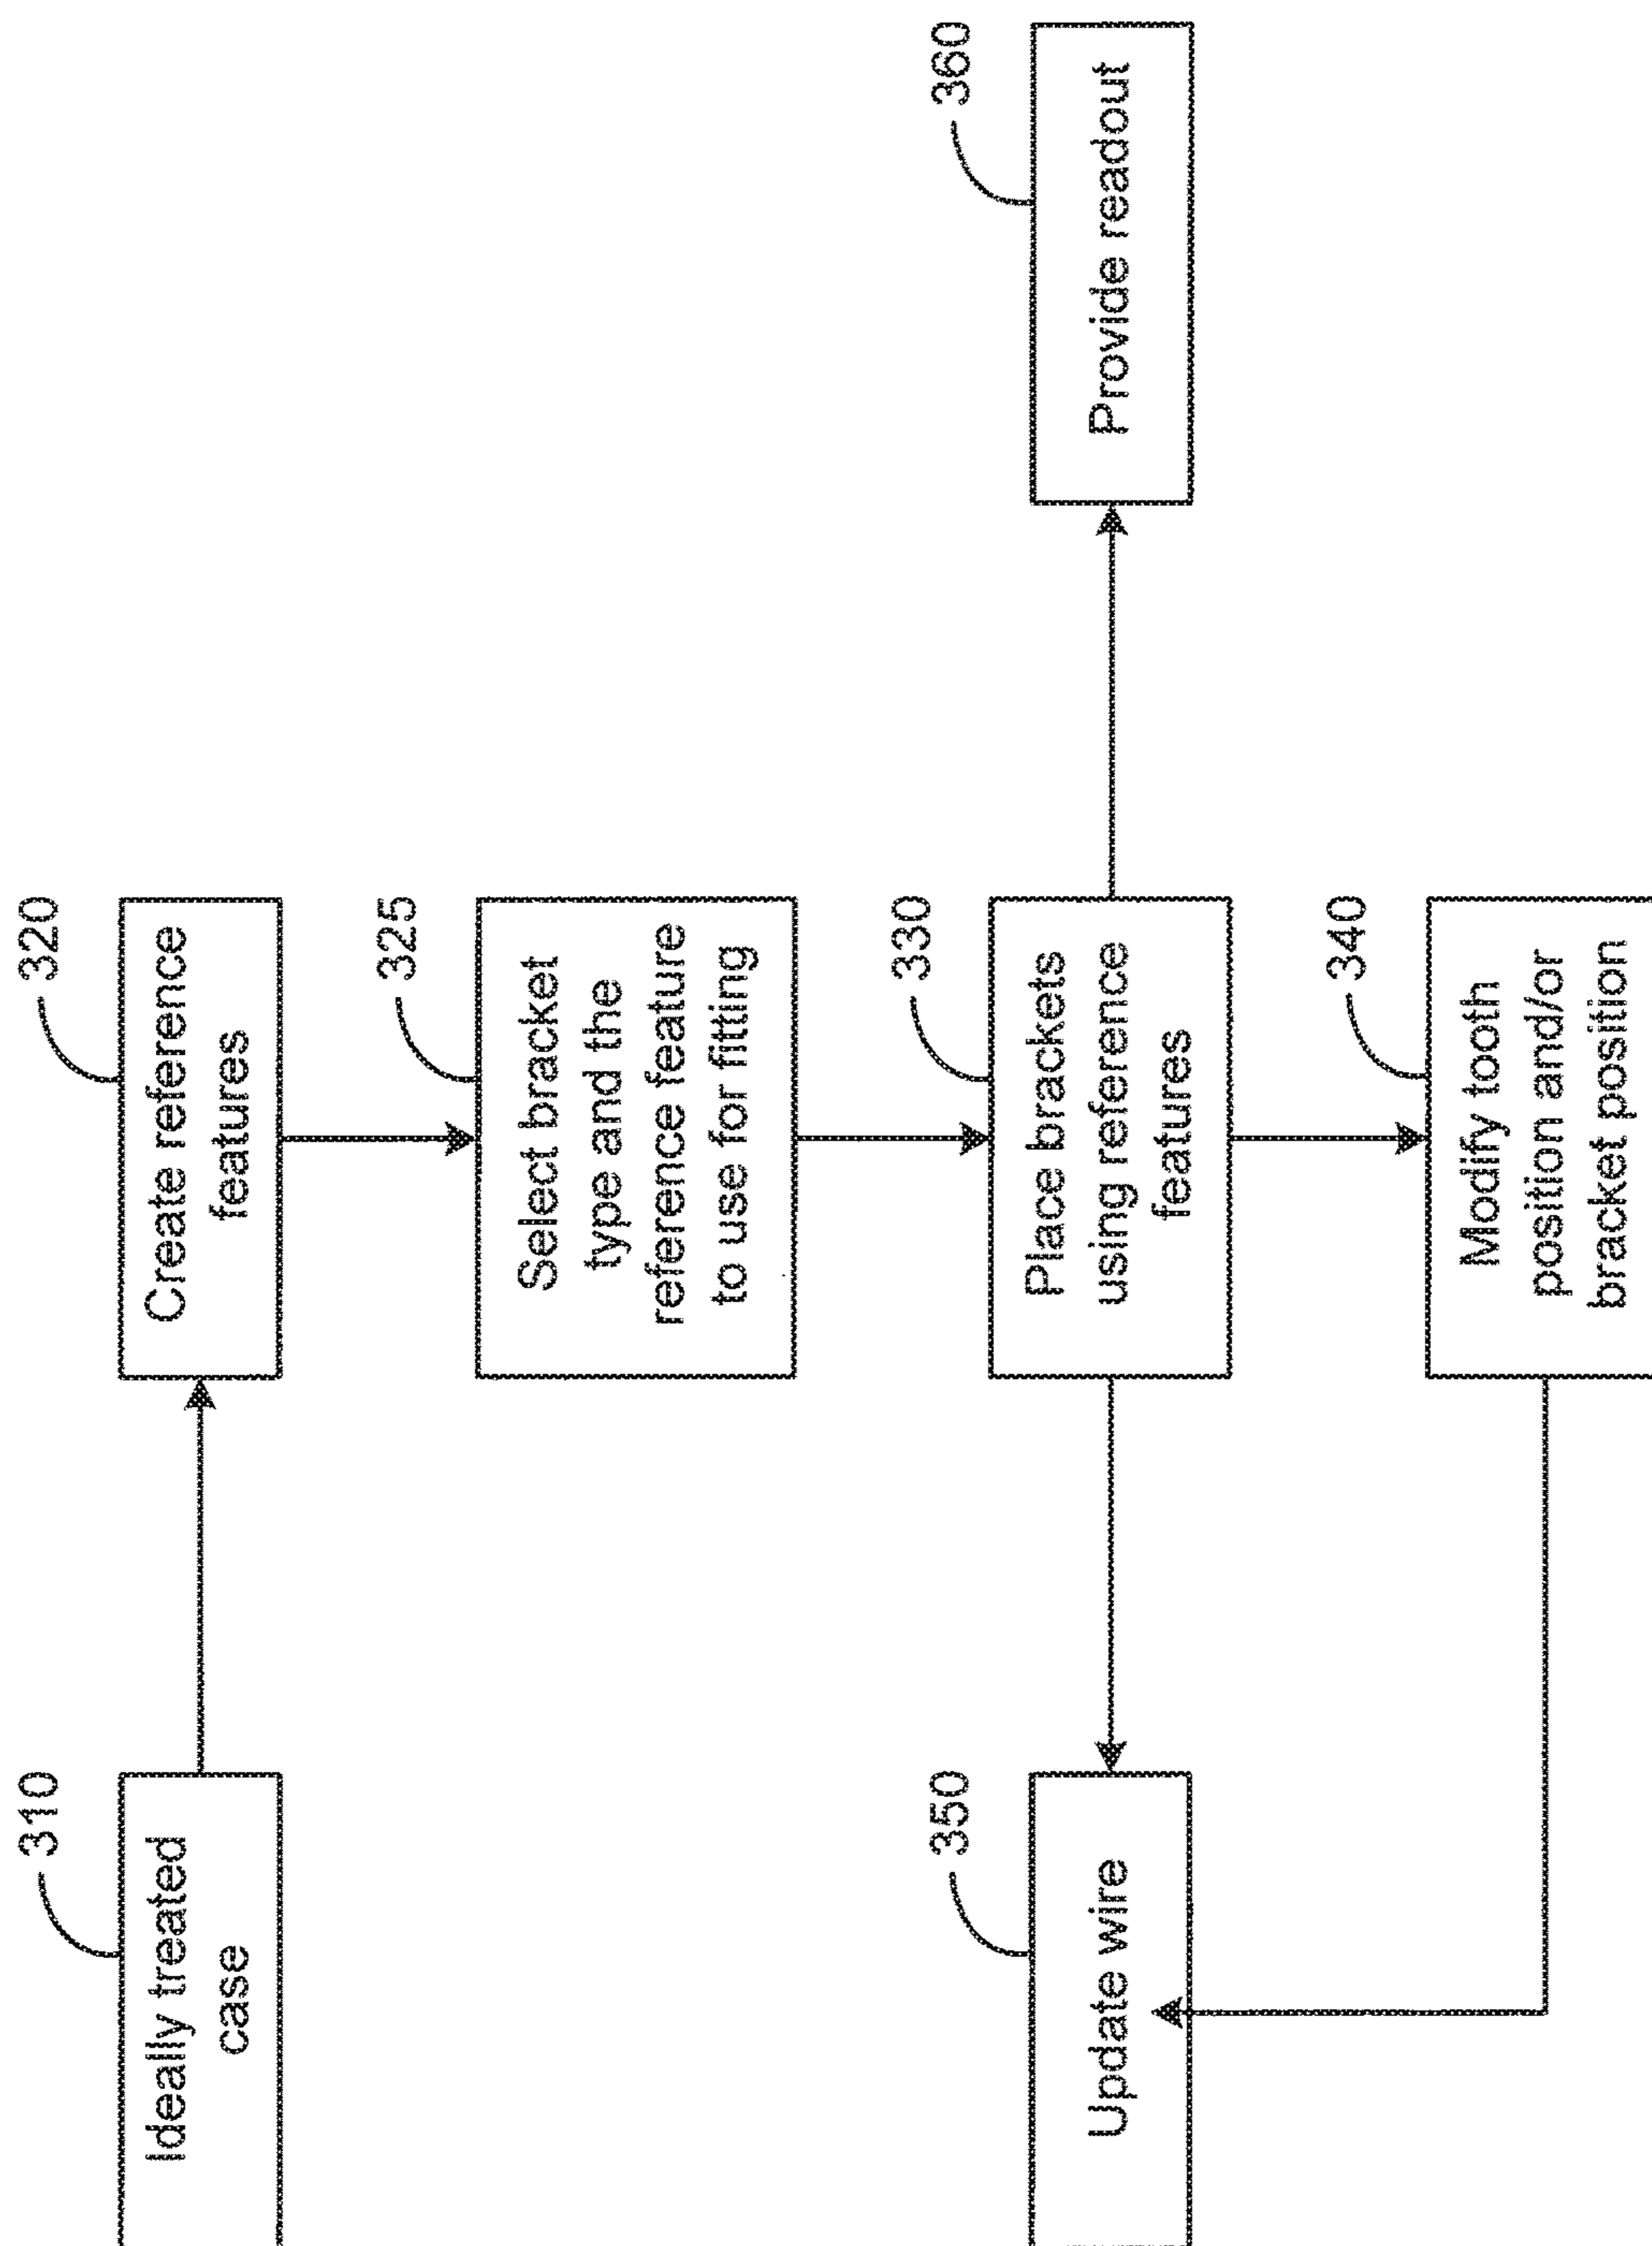 310
Ideally treated
case
320
Create reference
features
325
Select bracket
type and the
reference feature
to use for fitting
350
Update wire
330
Place brackets
using reference
features
360
Provide readout
340
Modify tooth
position and/or
bracket position